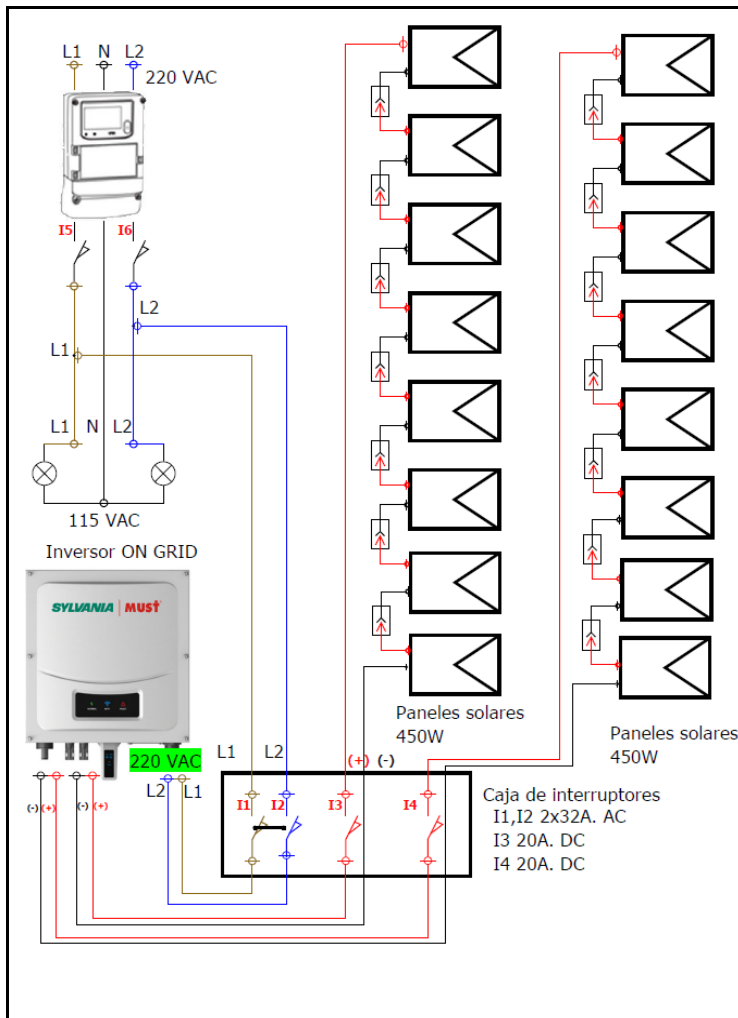 L1 N L2
220 VAC
I5 I6
L2
L1
L1 N L2
115 VAC
Inversor ON GRID
SYLVANIA | MUST
220 VAC
L2 L1
(-) (+) (-) (+)
Paneles solares
450W
Paneles solares
450W
L1 L2
(+) (-)
I1 I2 I3 I4
Caja de interruptores
I1,I2 2x32A. AC
I3 20A. DC
I4 20A. DC